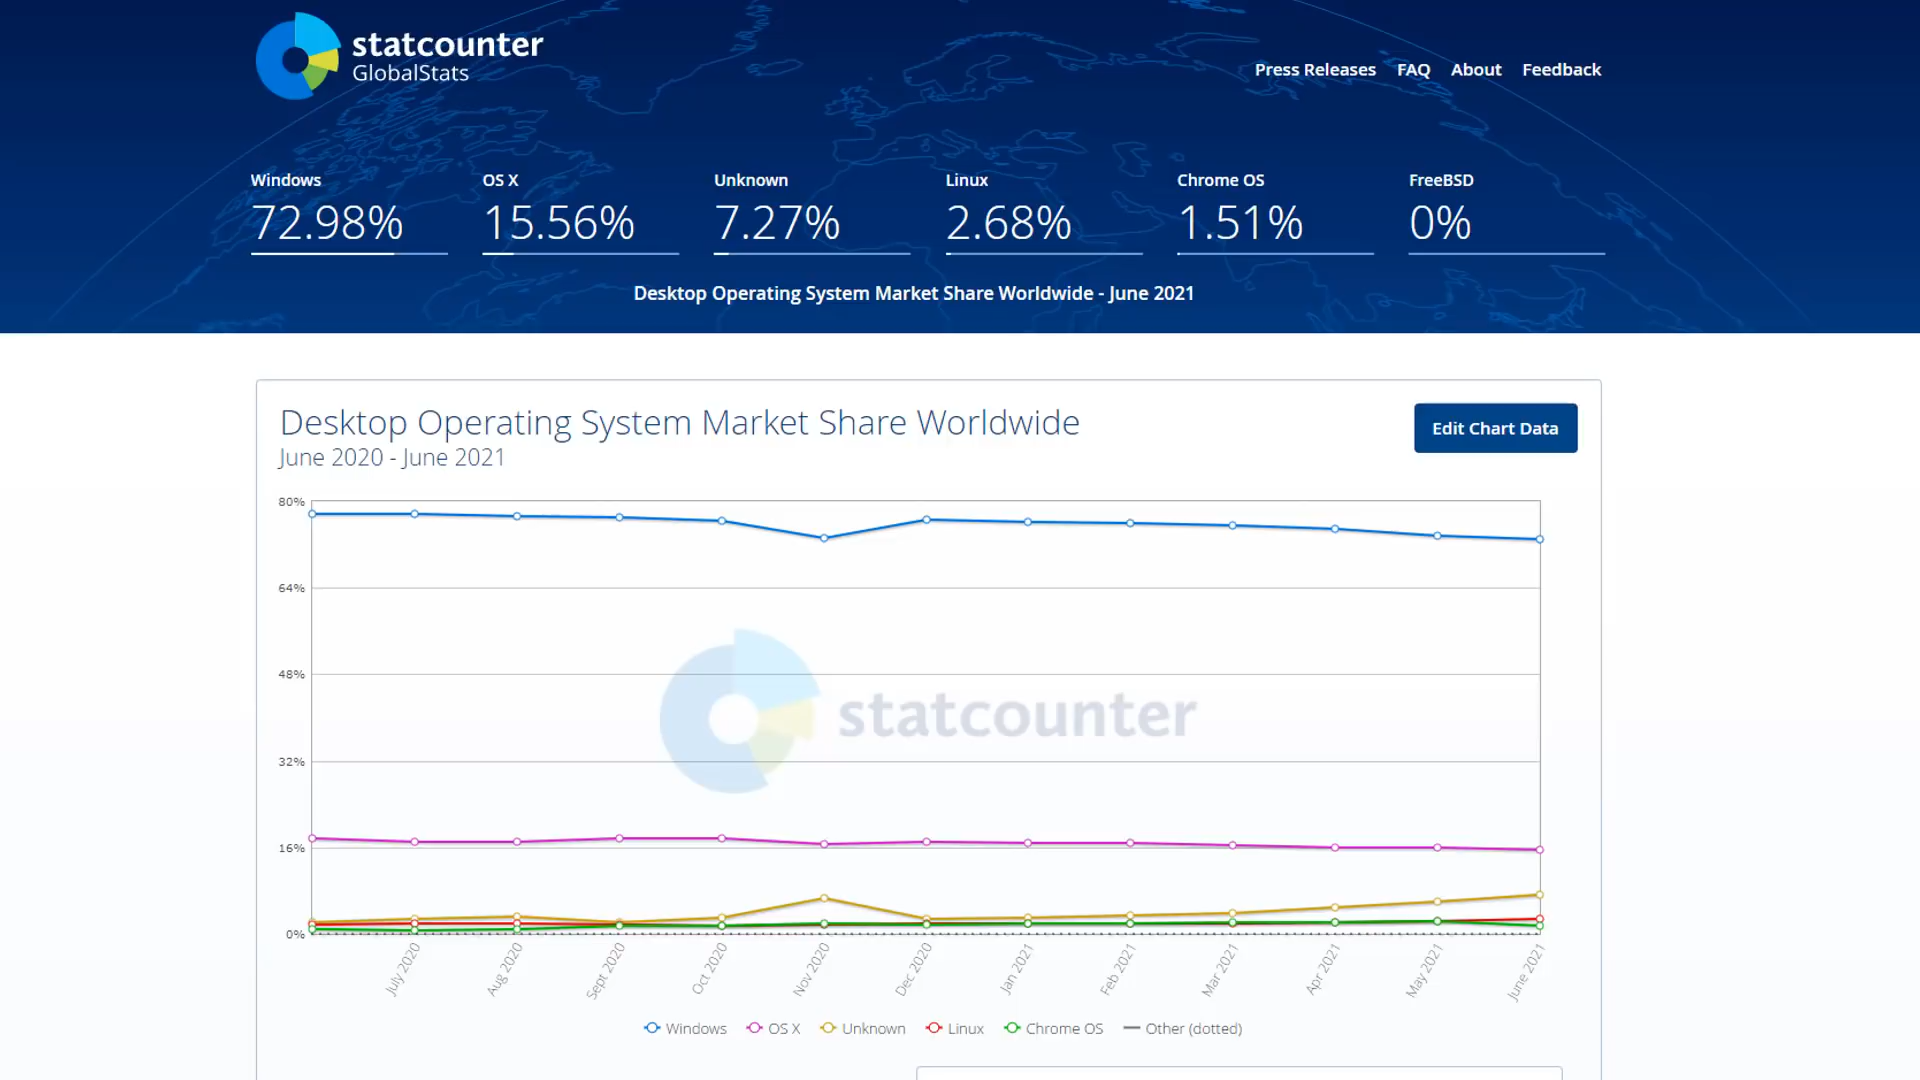 statcounter
GlobalStats
Press Releases FAQ About Feedback
Windows OS X Unknown Linux Chrome OS FreeBSD
72.98% 15.56% 7.27% 2.68% 1.51% 0%
Desktop Operating System Market Share Worldwide - June 2021
Desktop Operating System Market Share Worldwide
Edit Chart Data
June 2020 - June 2021
80%
64%
48%
statcounter
32%
16%
0%
July 2020 Aug 2020 Sept 2020 Oct 2020 Nov 2020 Dec 2020 Jan 2021 Feb 2021 Mar 2021 Apr 2021 May 2021 June 2021
Windows OS X Unknown Linux Chrome OS Other (dotted)